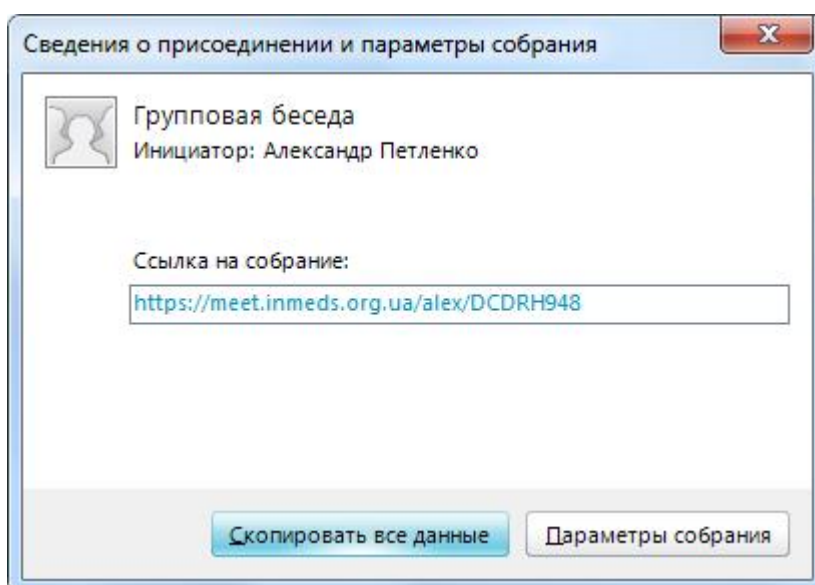 Сведения о присоединении и параметры собрания
Групповая беседа
Инициатор: Александр Петленко
Ссылка на собрание:
https://meet.inmeds.org.ua/alex/DCDRH948
Скопировать все данные
Параметры собрания